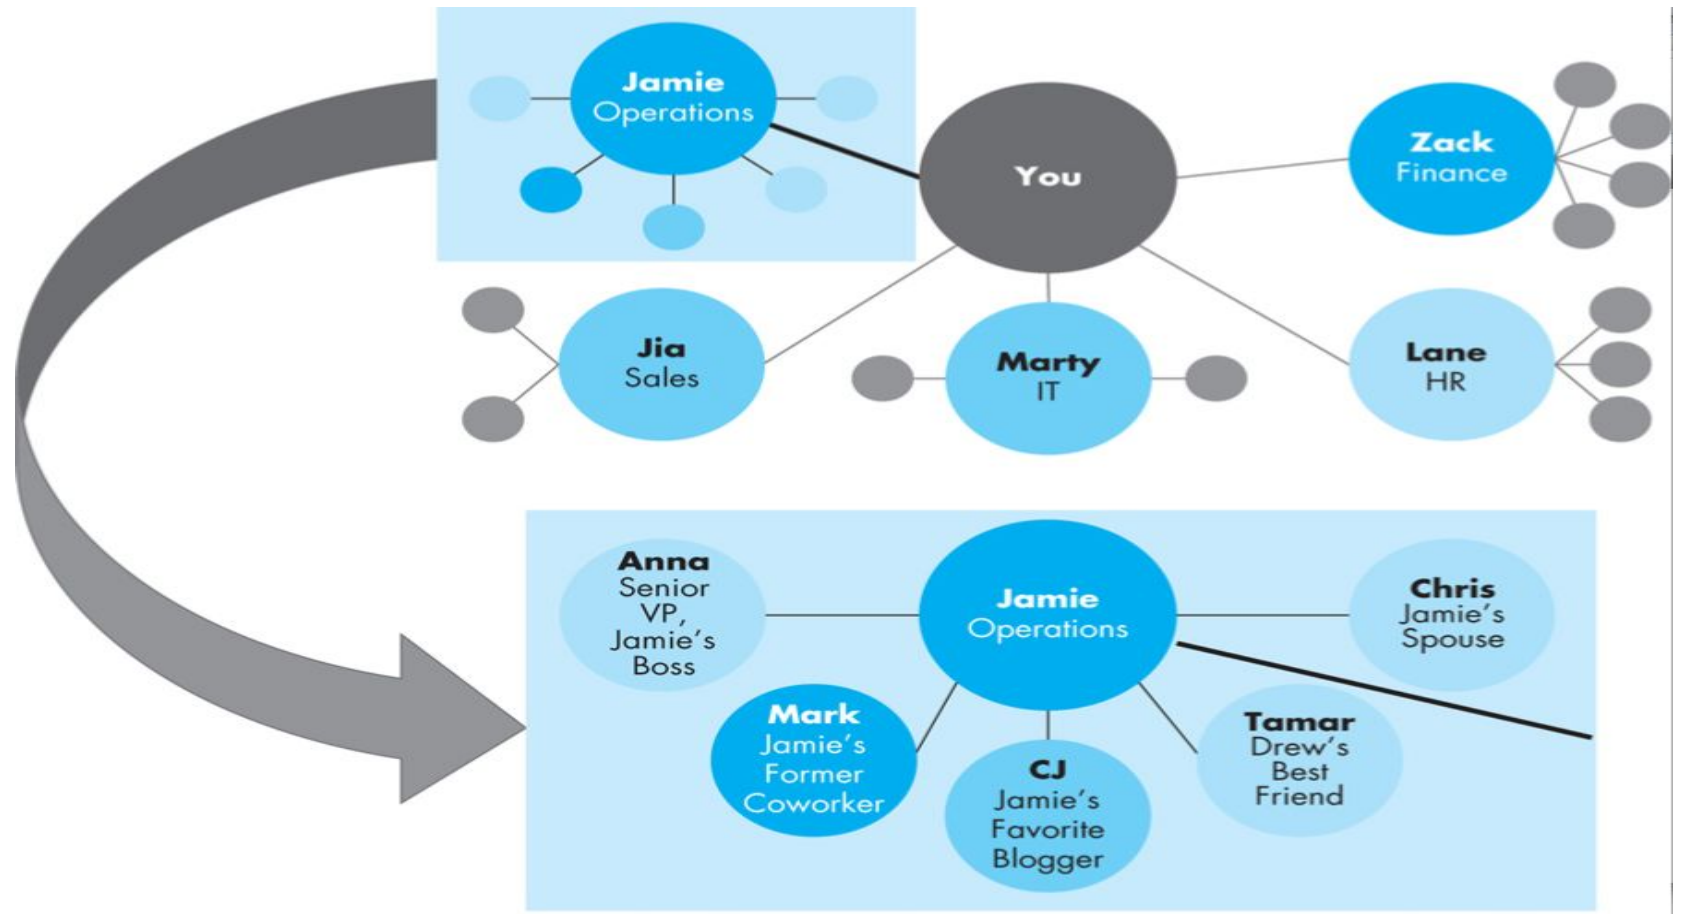 Jamie
Operations
You
Zack
Finance
Jia
Sales
Marty
IT
Lane
HR
Anna
Senior
VP,
Jamie's
Boss
Jamie
Operations
Chris
Jamie's
Spouse
Mark
Jamie's
Former
Coworker
CJ
Jamie's
Favorite
Blogger
Tamar
Drew's
Best
Friend